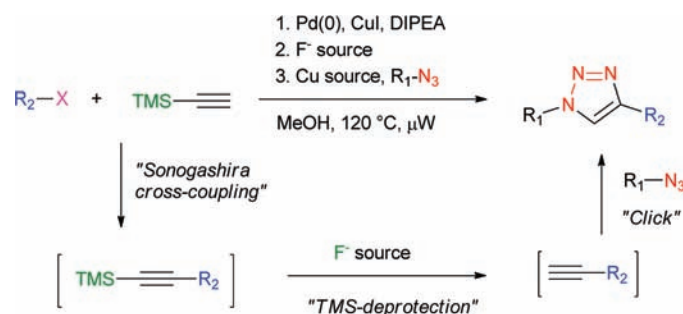 1. Pd(0), CuI, DIPEA
2. F⁻ source
3. Cu source, R₁-N₃
R₂—X + TMS
MeOH, 120 °C, µW
N=N
R₁ N R₂
"Sonogashira
cross-coupling"
R₁—N₃
"Click"
TMS R₂
F⁻ source
"TMS-deprotection"
R₂